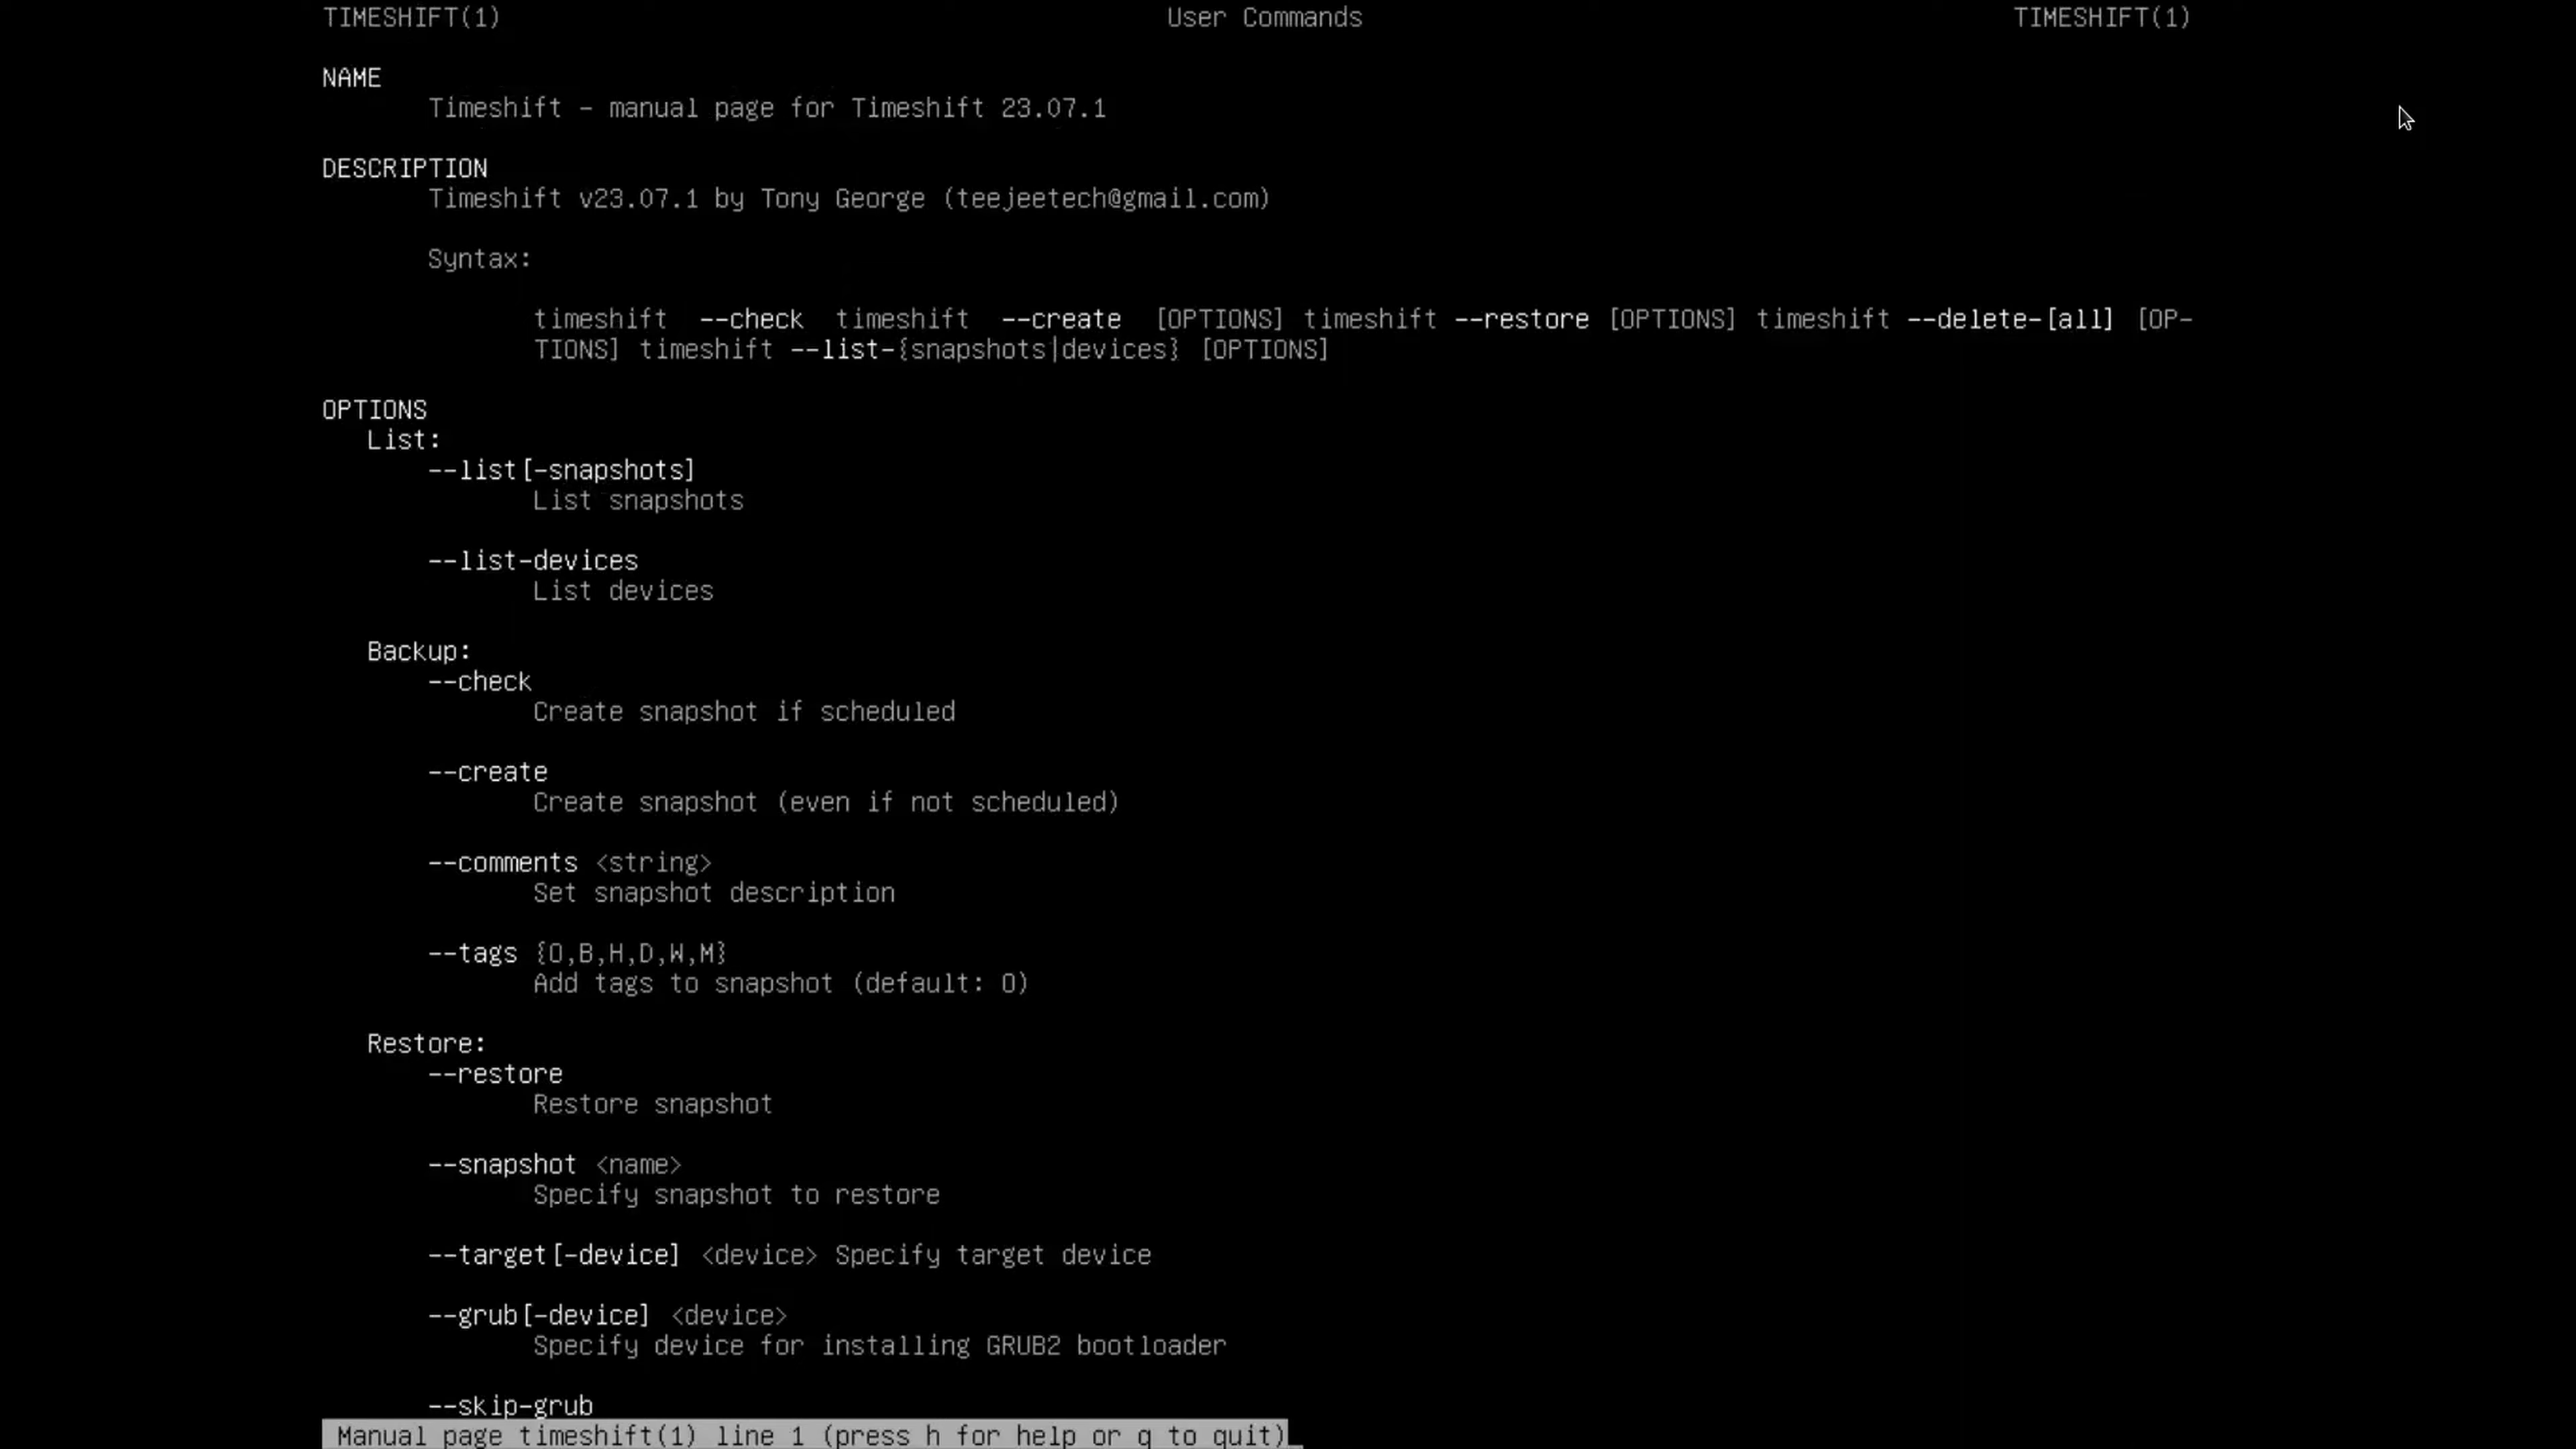 TIMESHIFT(1) User Commands TIMESHIFT(1)
NAME
Timeshift - manual page for Timeshift 23.07.1
DESCRIPTION
Timeshift v23.07.1 by Tony George (teejeetech@gmail.com)
Syntax:
timeshift --check timeshift --create [OPTIONS] timeshift --restore [OPTIONS] timeshift --delete-[all] [OP-
TIONS] timeshift --list-{snapshots|devices} [OPTIONS]
OPTIONS
List:
--list[-snapshots]
List snapshots
--list-devices
List devices
Backup:
--check
Create snapshot if scheduled
--create
Create snapshot (even if not scheduled)
--comments <string>
Set snapshot description
--tags {O,B,H,D,W,M}
Add tags to snapshot (default: O)
Restore:
--restore
Restore snapshot
--snapshot <name>
Specify snapshot to restore
--target[-device] <device> Specify target device
--grub[-device] <device>
Specify device for installing GRUB2 bootloader
--skip-grub
Manual page timeshift(1) line 1 (press h for help or q to quit)